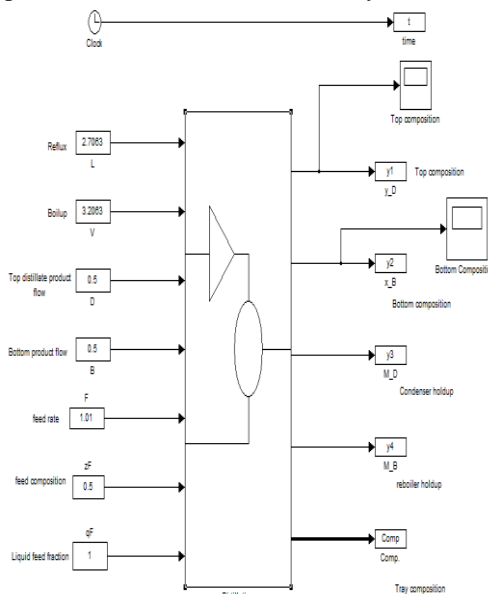 Clock
t
time
Top composition
Reflux
2.7063
L
y1
Top composition
y_D
Boilup
3.2063
V
y2
Bottom Compositi
x_B
Bottom composition
Top distillate product
flow
0.5
D
Bottom product flow
0.5
B
y3
M_D
Condenser holdup
F
feed rate
1.01
y4
M_B
reboiler holdup
zF
feed composition
0.5
qF
Liquid feed fraction
1
Comp
Comp.
Tray composition